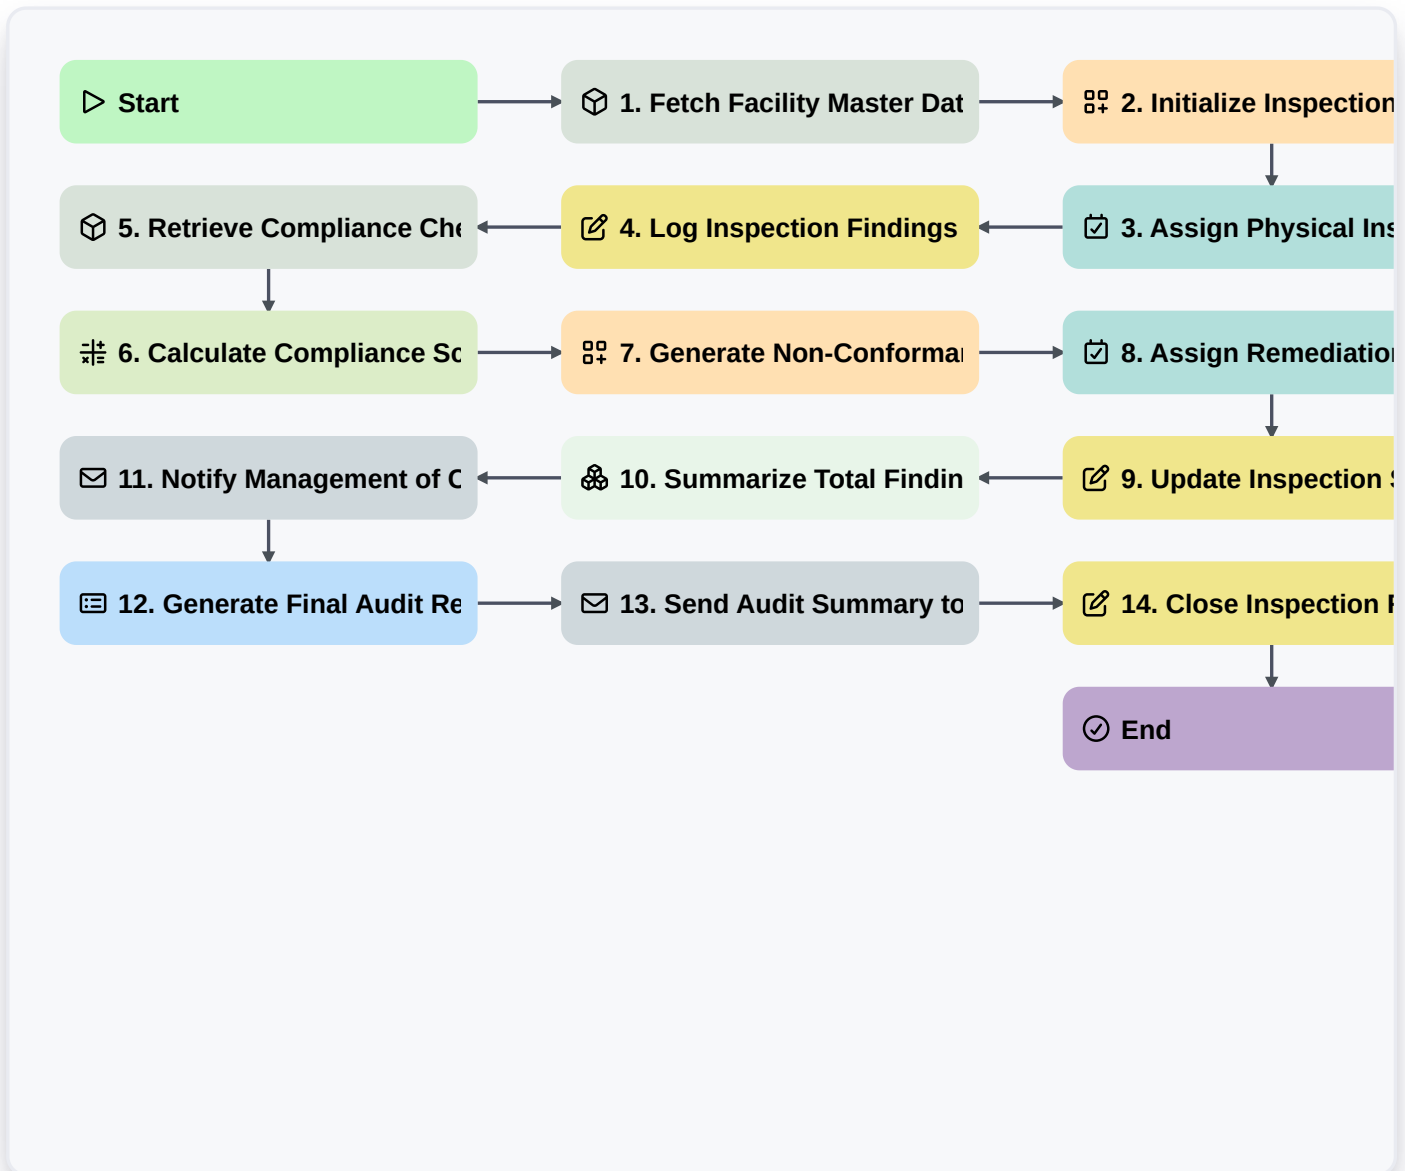 Start
1. Fetch Facility Master Dat
2. Initialize Inspection
5. Retrieve Compliance Che
4. Log Inspection Findings
3. Assign Physical Ins
6. Calculate Compliance Sc
7. Generate Non-Conforma
8. Assign Remediation
11. Notify Management of
10. Summarize Total Findin
9. Update Inspection
12. Generate Final Audit Re
13. Send Audit Summary to
14. Close Inspection
End